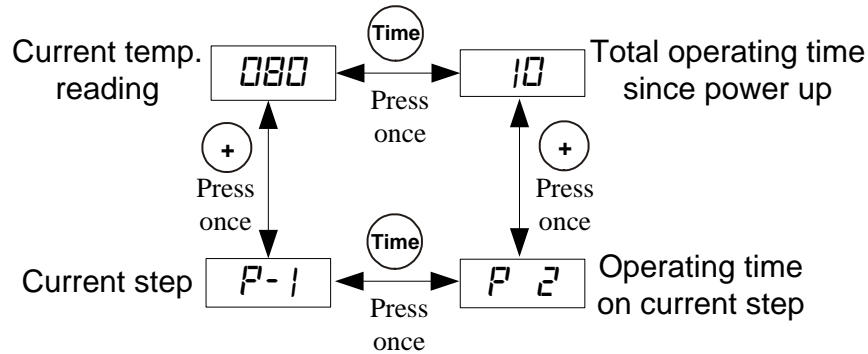 Time
Current temp.
reading
080
10
Total operating time
since power up
Press
once
+
Press
once
+
Press
once
Time
Current step
P-1
P 2
Operating time
on current step
Press
once